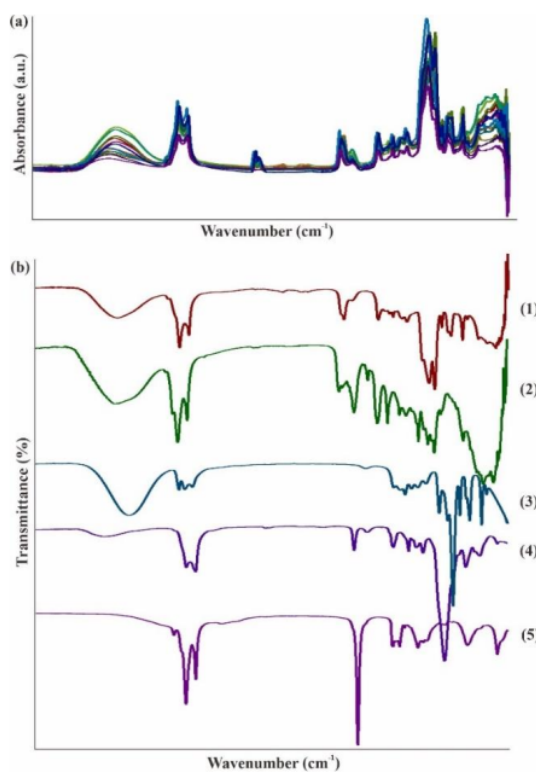 (a)
Absorbance (a.u.)
Wavenumber (cm⁻¹)
(b)
Transmittance (%)
(1)
(2)
(3)
(4)
(5)
Wavenumber (cm⁻¹)